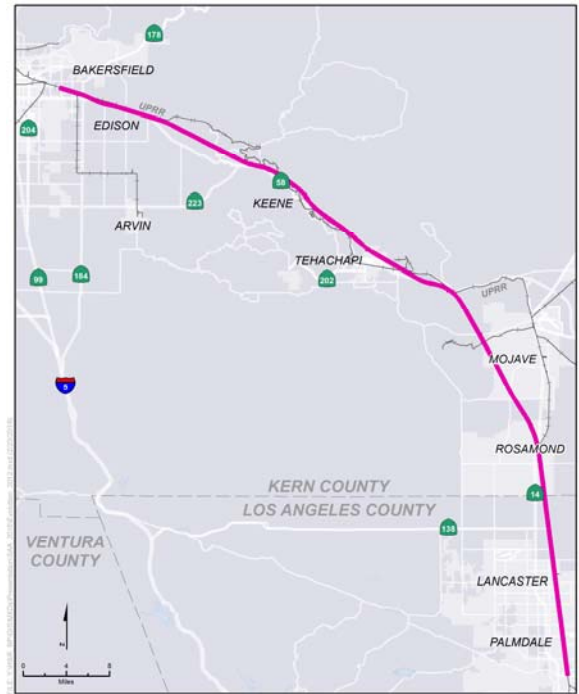 178
BAKERSFIELD
UPRR
204
EDISON
58
KEENE
223
ARVIN
TEHACHAPI
202
99
184
UPRR
MOJAVE
5
ROSAMOND
KERN COUNTY
14
LOS ANGELES COUNTY
138
VENTURA
COUNTY
LANCASTER
PALMDALE
Z
0 4 8
Miles